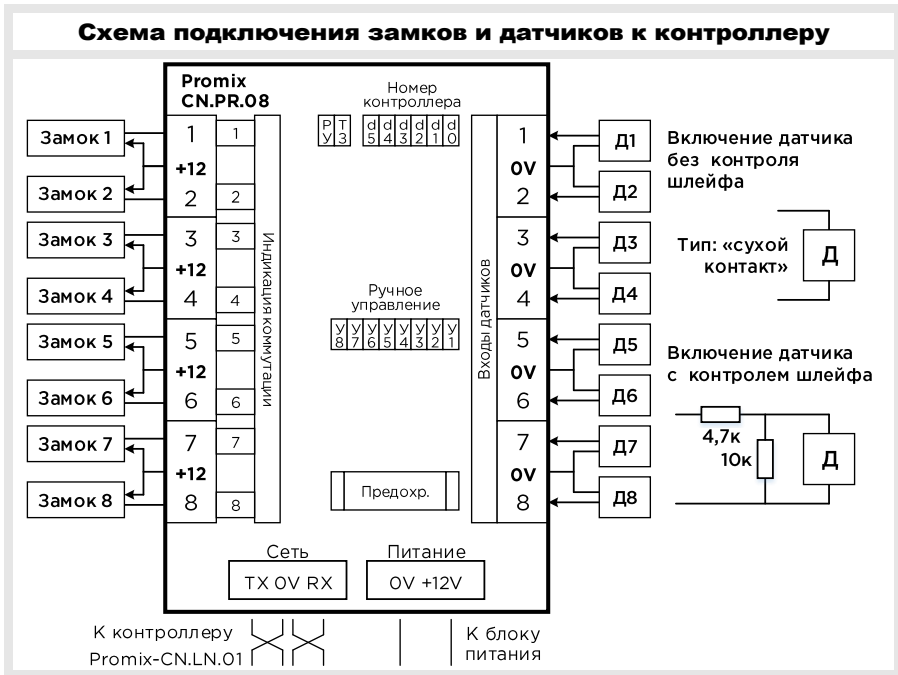 Схема подключения замков и датчиков к контроллеру
Promix
CN.PR.08
Номер
контроллера
РУ ТЗ d5 d4 d3 d2 d1 d0
Замок 1
Замок 2
Замок 3
Замок 4
Замок 5
Замок 6
Замок 7
Замок 8
1
+12
2
3
+12
4
5
+12
6
7
+12
8
1
2
3
4
5
6
7
8
Индикация коммутации
Ручное
управление
У8 У7 У6 У5 У4 У3 У2 У1
Предохр.
Входы датчиков
1
0V
2
3
0V
4
5
0V
6
7
0V
8
Д1
Д2
Д3
Д4
Д5
Д6
Д7
Д8
Включение датчика
без контроля
шлейфа
Тип: «сухой
контакт»
Д
Включение датчика
с контролем шлейфа
4,7к
10к
Д
Сеть
TX 0V RX
Питание
0V +12V
К контроллеру
Promix-CN.LN.01
К блоку
питания